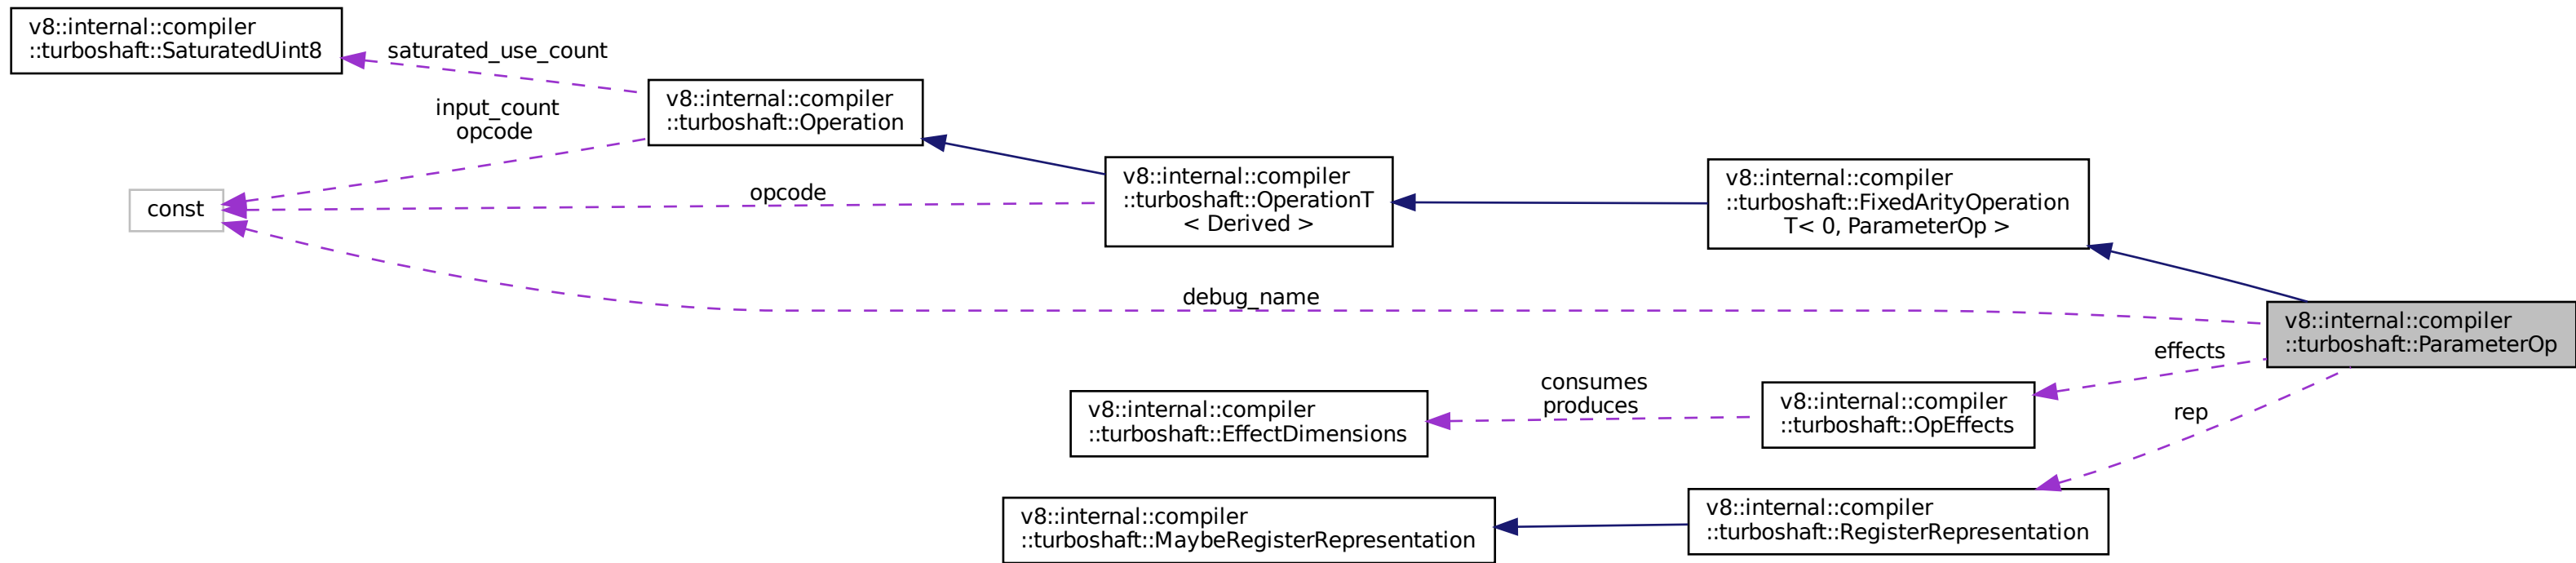 v8::internal::compiler
::turboshaft::SaturatedUint8
saturated_use_count
v8::internal::compiler
::turboshaft::Operation
input_count
opcode
const
opcode
v8::internal::compiler
::turboshaft::OperationT
< Derived >
v8::internal::compiler
::turboshaft::FixedArityOperation
T< 0, ParameterOp >
debug_name
v8::internal::compiler
::turboshaft::ParameterOp
effects
consumes
produces
v8::internal::compiler
::turboshaft::EffectDimensions
v8::internal::compiler
::turboshaft::OpEffects
rep
v8::internal::compiler
::turboshaft::MaybeRegisterRepresentation
v8::internal::compiler
::turboshaft::RegisterRepresentation